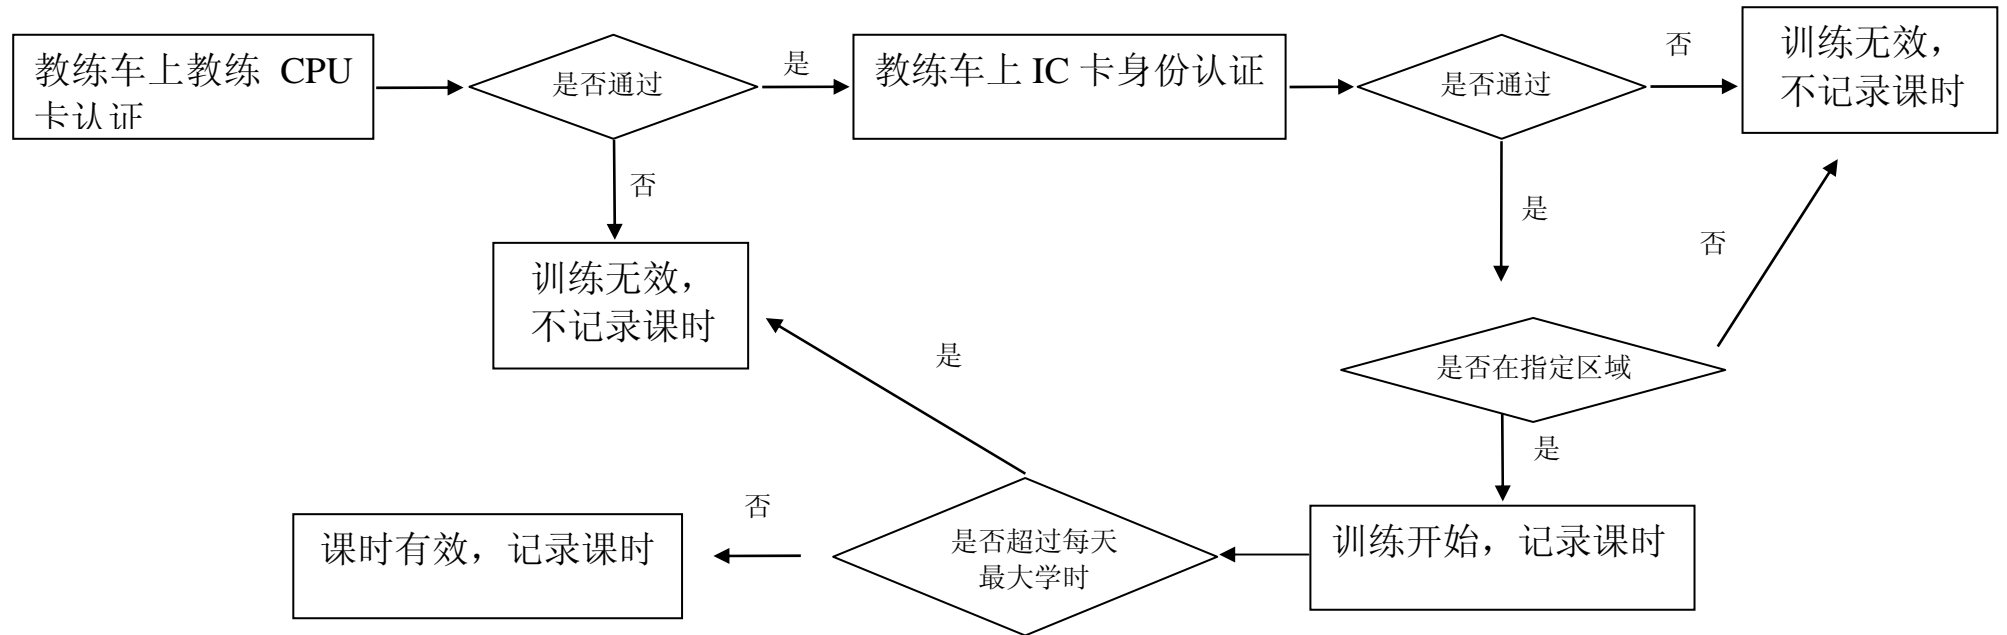 教练车上教练 CPU
卡认证
是否通过
是
教练车上 IC 卡身份认证
是否通过
否
训练无效，
不记录课时
否
是
否
训练无效，
不记录课时
是
是否在指定区域
是
否
课时有效，记录课时
是否超过每天
最大学时
训练开始，记录课时